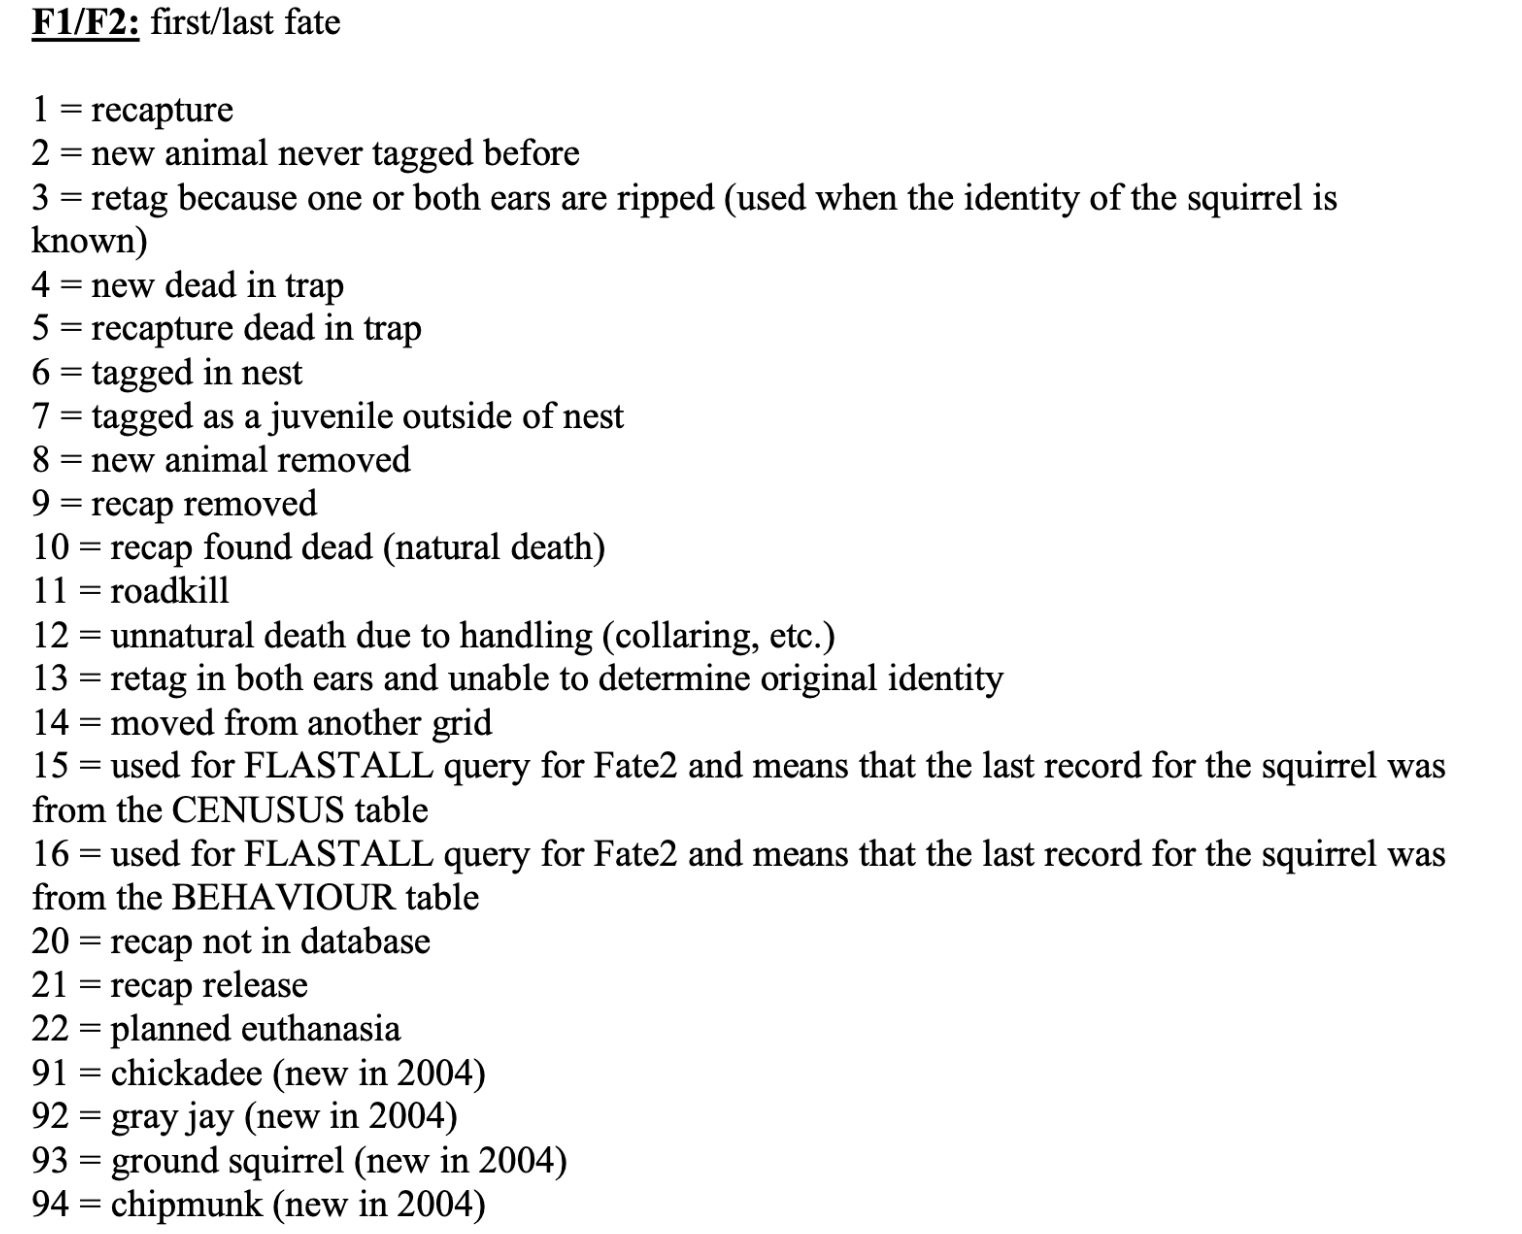 F1/F2: first/last fate
1 = recapture
2 = new animal never tagged before
3 = retag because one or both ears are ripped (used when the identity of the squirrel is
known)
4 = new dead in trap
5 = recapture dead in trap
6 = tagged in nest
7 = tagged as a juvenile outside of nest
8 = new animal removed
9 = recap removed
10 = recap found dead (natural death)
11 = roadkill
12 = unnatural death due to handling (collaring, etc.)
13 = retag in both ears and unable to determine original identity
14 = moved from another grid
15 = used for FLASTALL query for Fate2 and means that the last record for the squirrel was
from the CENUSUS table
16 = used for FLASTALL query for Fate2 and means that the last record for the squirrel was
from the BEHAVIOUR table
20 = recap not in database
21 = recap release
22 = planned euthanasia
91 = chickadee (new in 2004)
92 = gray jay (new in 2004)
93 = ground squirrel (new in 2004)
94 = chipmunk (new in 2004)